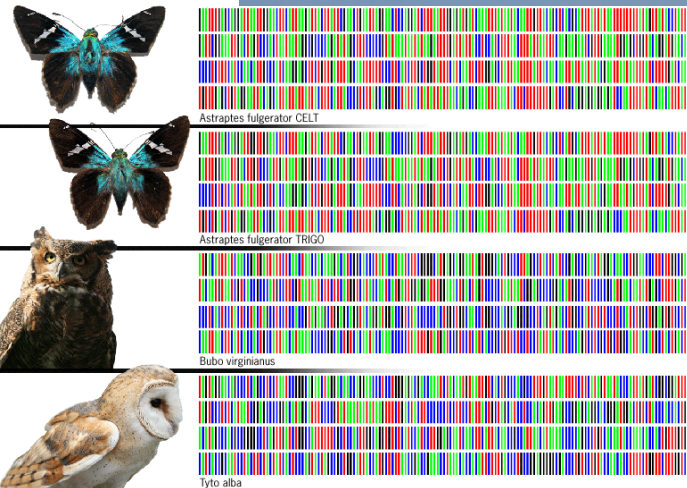 Astraptes fulgerator CELT
Astraptes fulgerator TRIGO
Bubo virginianus
Tyto alba